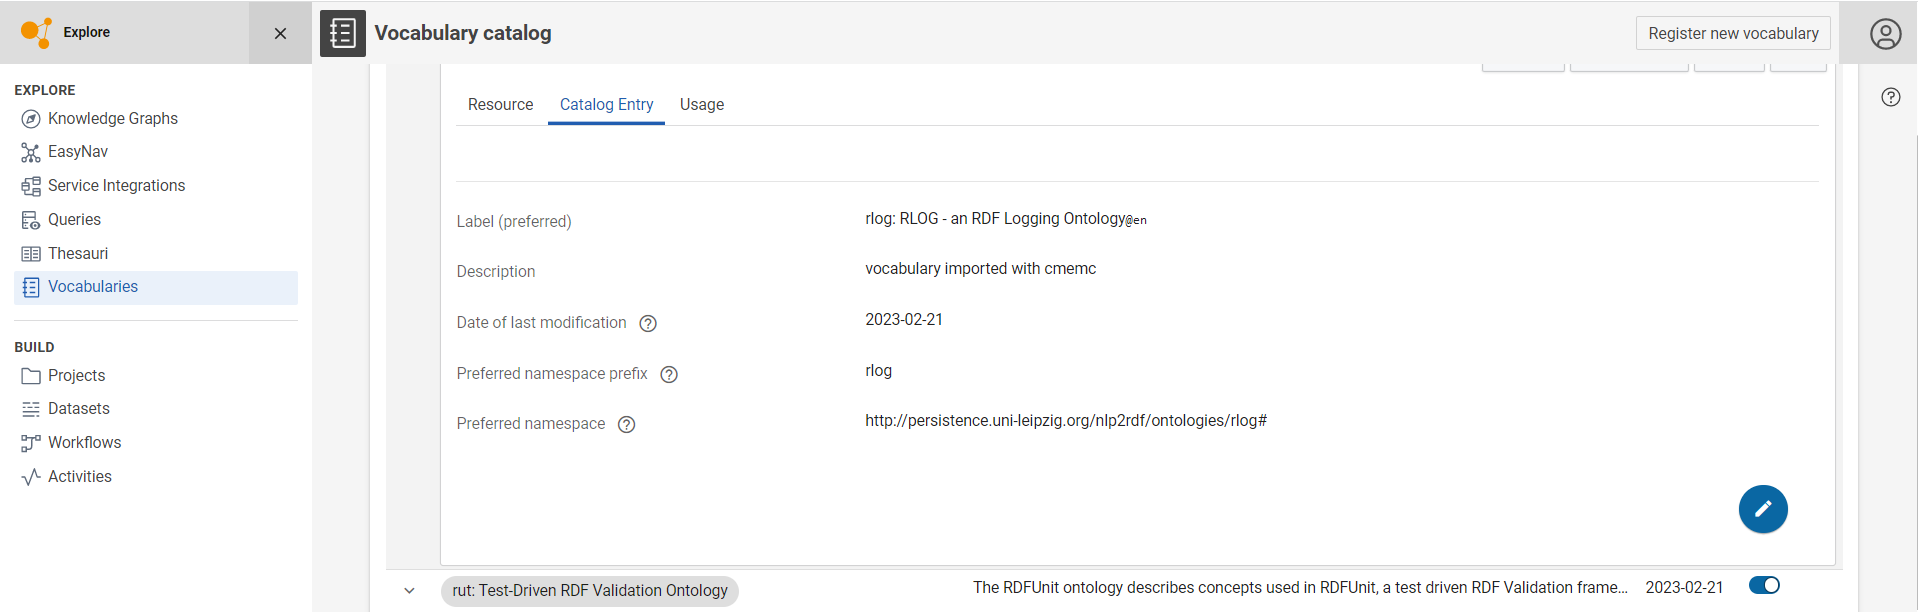 Explore
Vocabulary catalog
Register new vocabulary
EXPLORE
Knowledge Graphs
EasyNav
Service Integrations
Queries
Thesauri
Vocabularies
BUILD
Projects
Datasets
Workflows
Activities
Resource Catalog Entry Usage
Label (preferred) rlog: RLOG - an RDF Logging Ontology@en
Description vocabulary imported with cmemc
Date of last modification 2023-02-21
Preferred namespace prefix rlog
Preferred namespace http://persistence.uni-leipzig.org/nlp2rdf/ontologies/rlog#
rut: Test-Driven RDF Validation Ontology The RDFUnit ontology describes concepts used in RDFUnit, a test driven RDF Validation frame... 2023-02-21